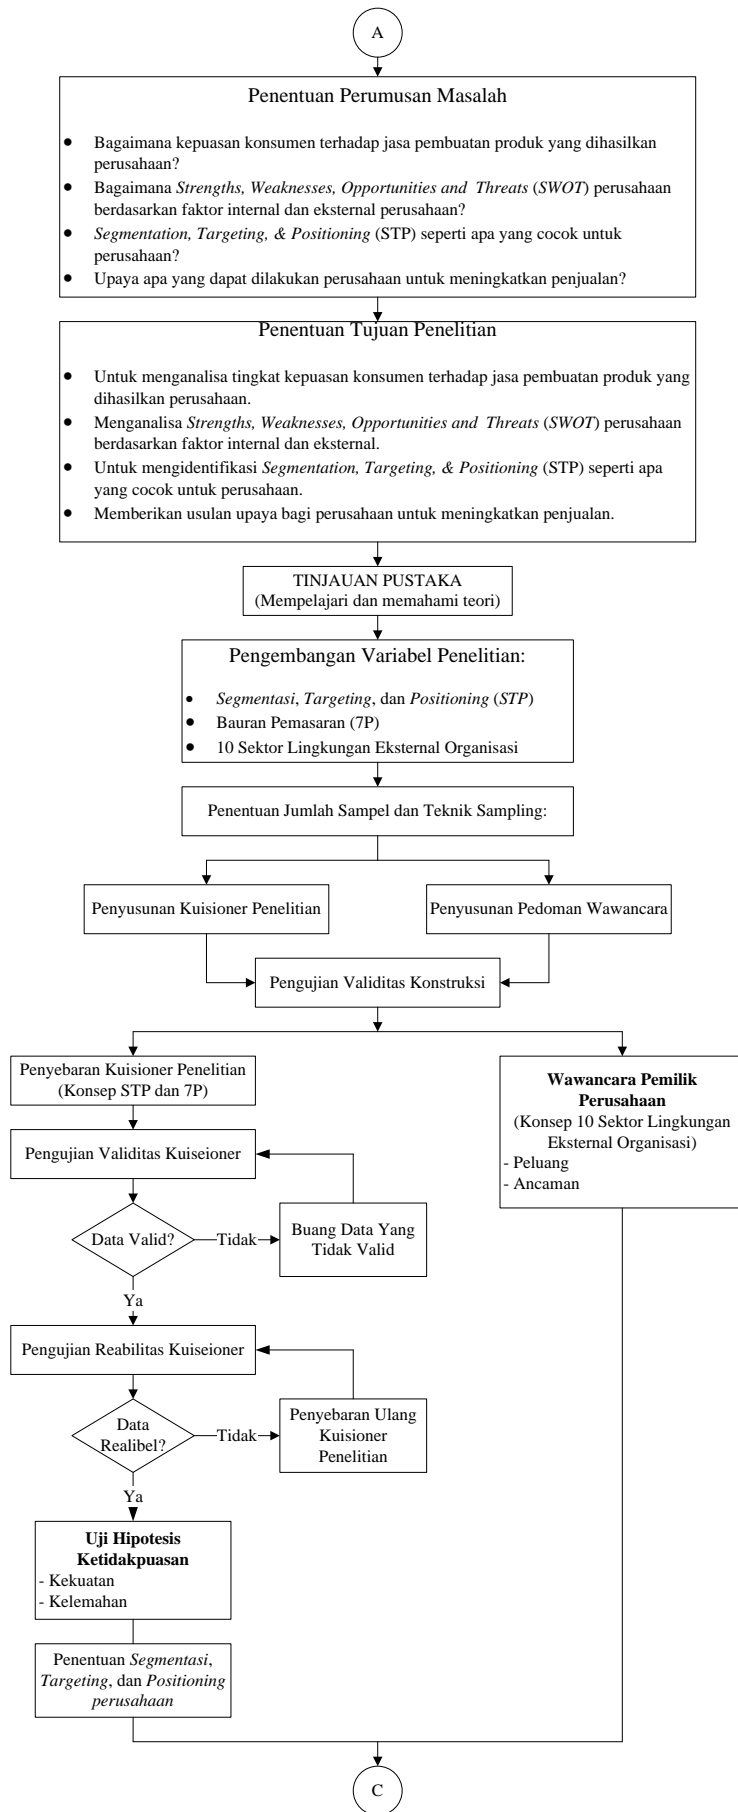 A
Penentuan Perumusan Masalah
• Bagaimana kepuasan konsumen terhadap jasa pembuatan produk yang dihasilkan
perusahaan?
• Bagaimana Strengths, Weaknesses, Opportunities and Threats (SWOT) perusahaan
berdasarkan faktor internal dan eksternal perusahaan?
• Segmentation, Targeting, & Positioning (STP) seperti apa yang cocok untuk
perusahaan?
• Upaya apa yang dapat dilakukan perusahaan untuk meningkatkan penjualan?
Penentuan Tujuan Penelitian
• Untuk menganalisa tingkat kepuasan konsumen terhadap jasa pembuatan produk yang
dihasilkan perusahaan.
• Menganalisa Strengths, Weaknesses, Opportunities and Threats (SWOT) perusahaan
berdasarkan faktor internal dan eksternal.
• Untuk mengidentifikasi Segmentation, Targeting, & Positioning (STP) seperti apa
yang cocok untuk perusahaan.
• Memberikan usulan upaya bagi perusahaan untuk meningkatkan penjualan.
TINJAUAN PUSTAKA
(Mempelajari dan memahami teori)
Pengembangan Variabel Penelitian:
• Segmentasi, Targeting, dan Positioning (STP)
• Bauran Pemasaran (7P)
• 10 Sektor Lingkungan Eksternal Organisasi
Penentuan Jumlah Sampel dan Teknik Sampling:
Penyusunan Kuisioner Penelitian
Penyusunan Pedoman Wawancara
Pengujian Validitas Konstruksi
Penyebaran Kuisioner Penelitian
(Konsep STP dan 7P)
Wawancara Pemilik
Perusahaan
(Konsep 10 Sektor Lingkungan
Eksternal Organisasi)
- Peluang
- Ancaman
Pengujian Validitas Kuiseioner
Data Valid?
Tidak
Buang Data Yang
Tidak Valid
Ya
Pengujian Reabilitas Kuiseioner
Data
Realibel?
Tidak
Penyebaran Ulang
Kuisioner
Penelitian
Ya
Uji Hipotesis
Ketidakpuasan
- Kekuatan
- Kelemahan
Penentuan Segmentasi,
Targeting, dan Positioning
perusahaan
C